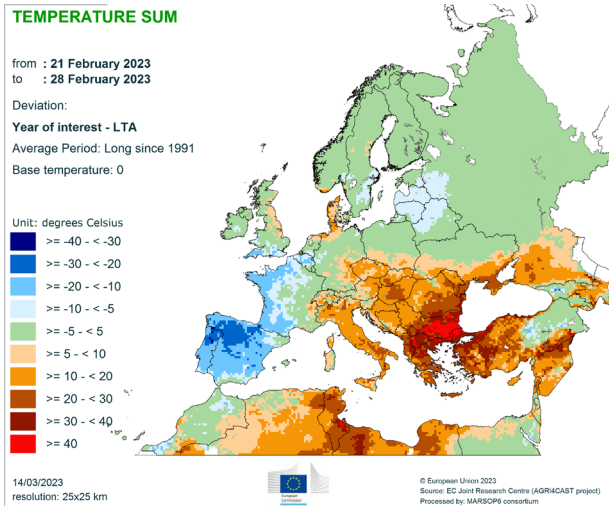 TEMPERATURE SUM
from : 21 February 2023
to : 28 February 2023
Deviation:
Year of interest - LTA
Average Period: Long since 1991
Base temperature: 0
Unit: degrees Celsius
>= -40 - < -30
>= -30 - < -20
>= -20 - < -10
>= -10 - < -5
>= -5 - < 5
>= 5 - < 10
>= 10 - < 20
>= 20 - < 30
>= 30 - < 40
>= 40
14/03/2023
resolution: 25x25 km
European
Commission
© European Union 2023
Source: EC Joint Research Centre (AGRI4CAST project)
Processed by: MARSOP6 consortium